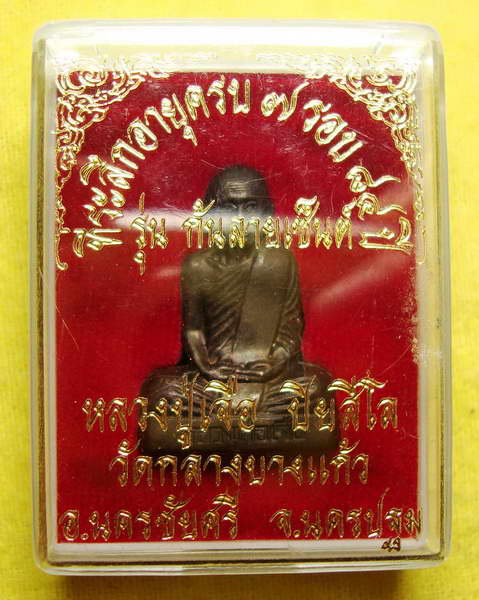 ที่ระลึกอายุครบ ๗ รอบ ๘๔ ปี
รุ่น ก้นลายเซ็นต์
หลวงปู่เจือ ปิยสีโล
วัดกลางบางแก้ว
อ.นครชัยศรี จ.นครปฐม